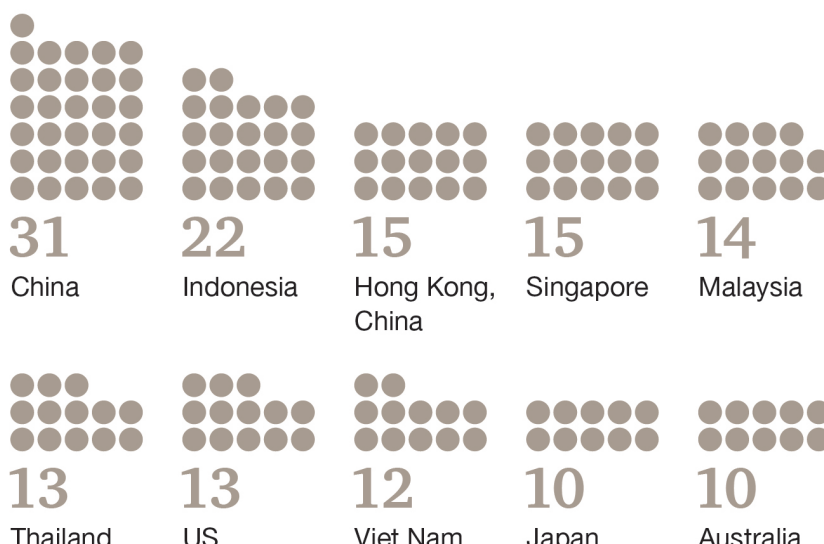 31 22 15 15 14
China Indonesia Hong Kong, Singapore Malaysia
China
13 13 12 10 10
Thailand US Viet Nam Japan Australia